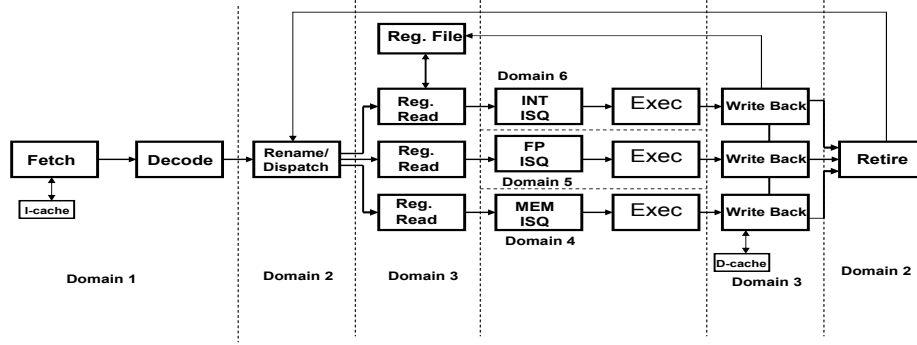 Reg. File
Domain 6
Reg.
Read
INT
ISQ
Exec
Write Back
Fetch
Decode
Rename/
Dispatch
Reg.
Read
FP
ISQ
Exec
Write Back
Retire
Domain 5
I-cache
Reg.
Read
MEM
ISQ
Exec
Write Back
Domain 4
D-cache
Domain 1
Domain 2
Domain 3
Domain 3
Domain 2